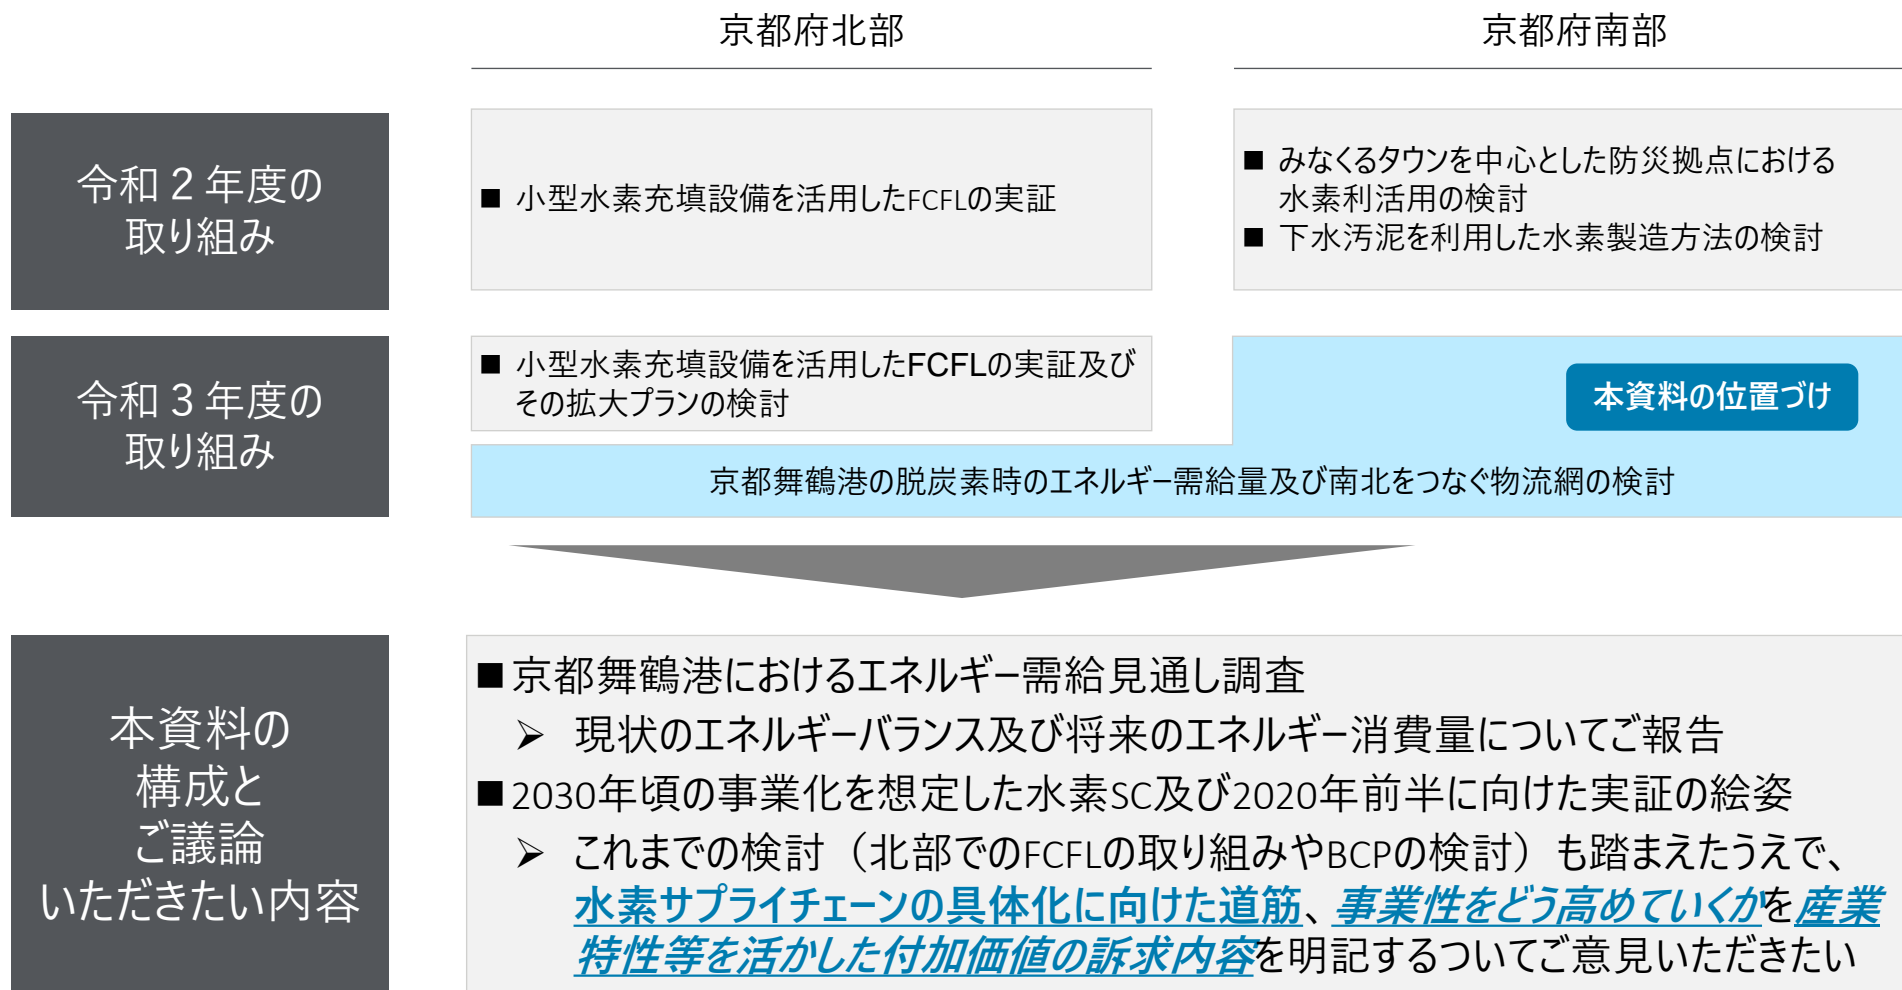 京都府北部
京都府南部
令和２年度の
取り組み
■ 小型水素充填設備を活用したFCFLの実証
■ みなくるタウンを中心とした防災拠点における
水素利活用の検討
■ 下水汚泥を利用した水素製造方法の検討
令和３年度の
取り組み
■ 小型水素充填設備を活用したFCFLの実証及び
その拡大プランの検討
本資料の位置づけ
京都舞鶴港の脱炭素時のエネルギー需給量及び南北をつなぐ物流網の検討
本資料の
構成と
ご議論
いただきたい内容
■京都舞鶴港におけるエネルギー需給見通し調査
➢ 現状のエネルギーバランス及び将来のエネルギー消費量についてご報告
■2030年頃の事業化を想定した水素SC及び2020年前半に向けた実証の絵姿
➢ これまでの検討（北部でのFCFLの取り組みやBCPの検討）も踏まえたうえで、
水素サプライチェーンの具体化に向けた道筋、事業性をどう高めていくかを産業
特性等を活かした付加価値の訴求内容を明記するついてご意見いただきたい